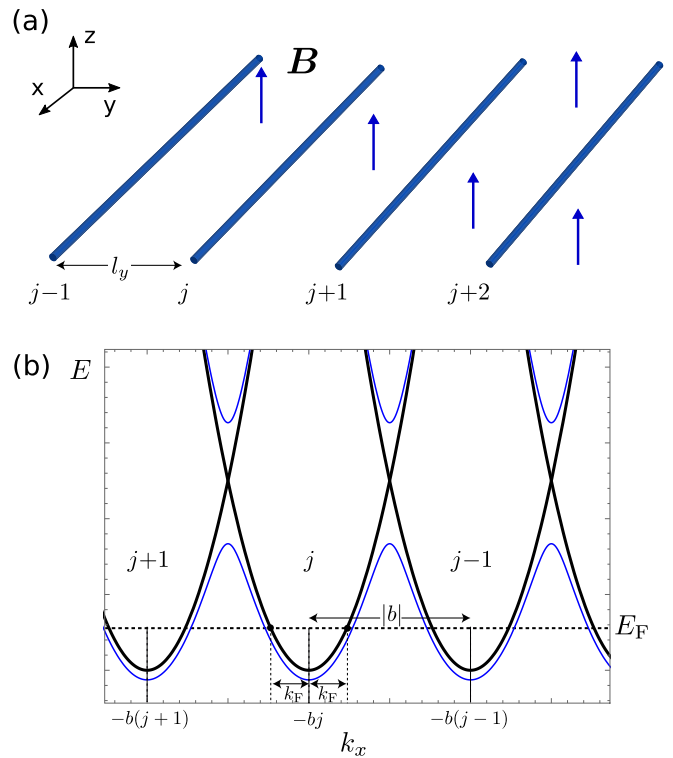 (a)
z
x
y
B
l_y
j−1
j
j+1
j+2
(b)
E
j+1
j
j−1
|b|
E_F
k_F
k_F
−b(j + 1)
−bj
−b(j − 1)
k_x